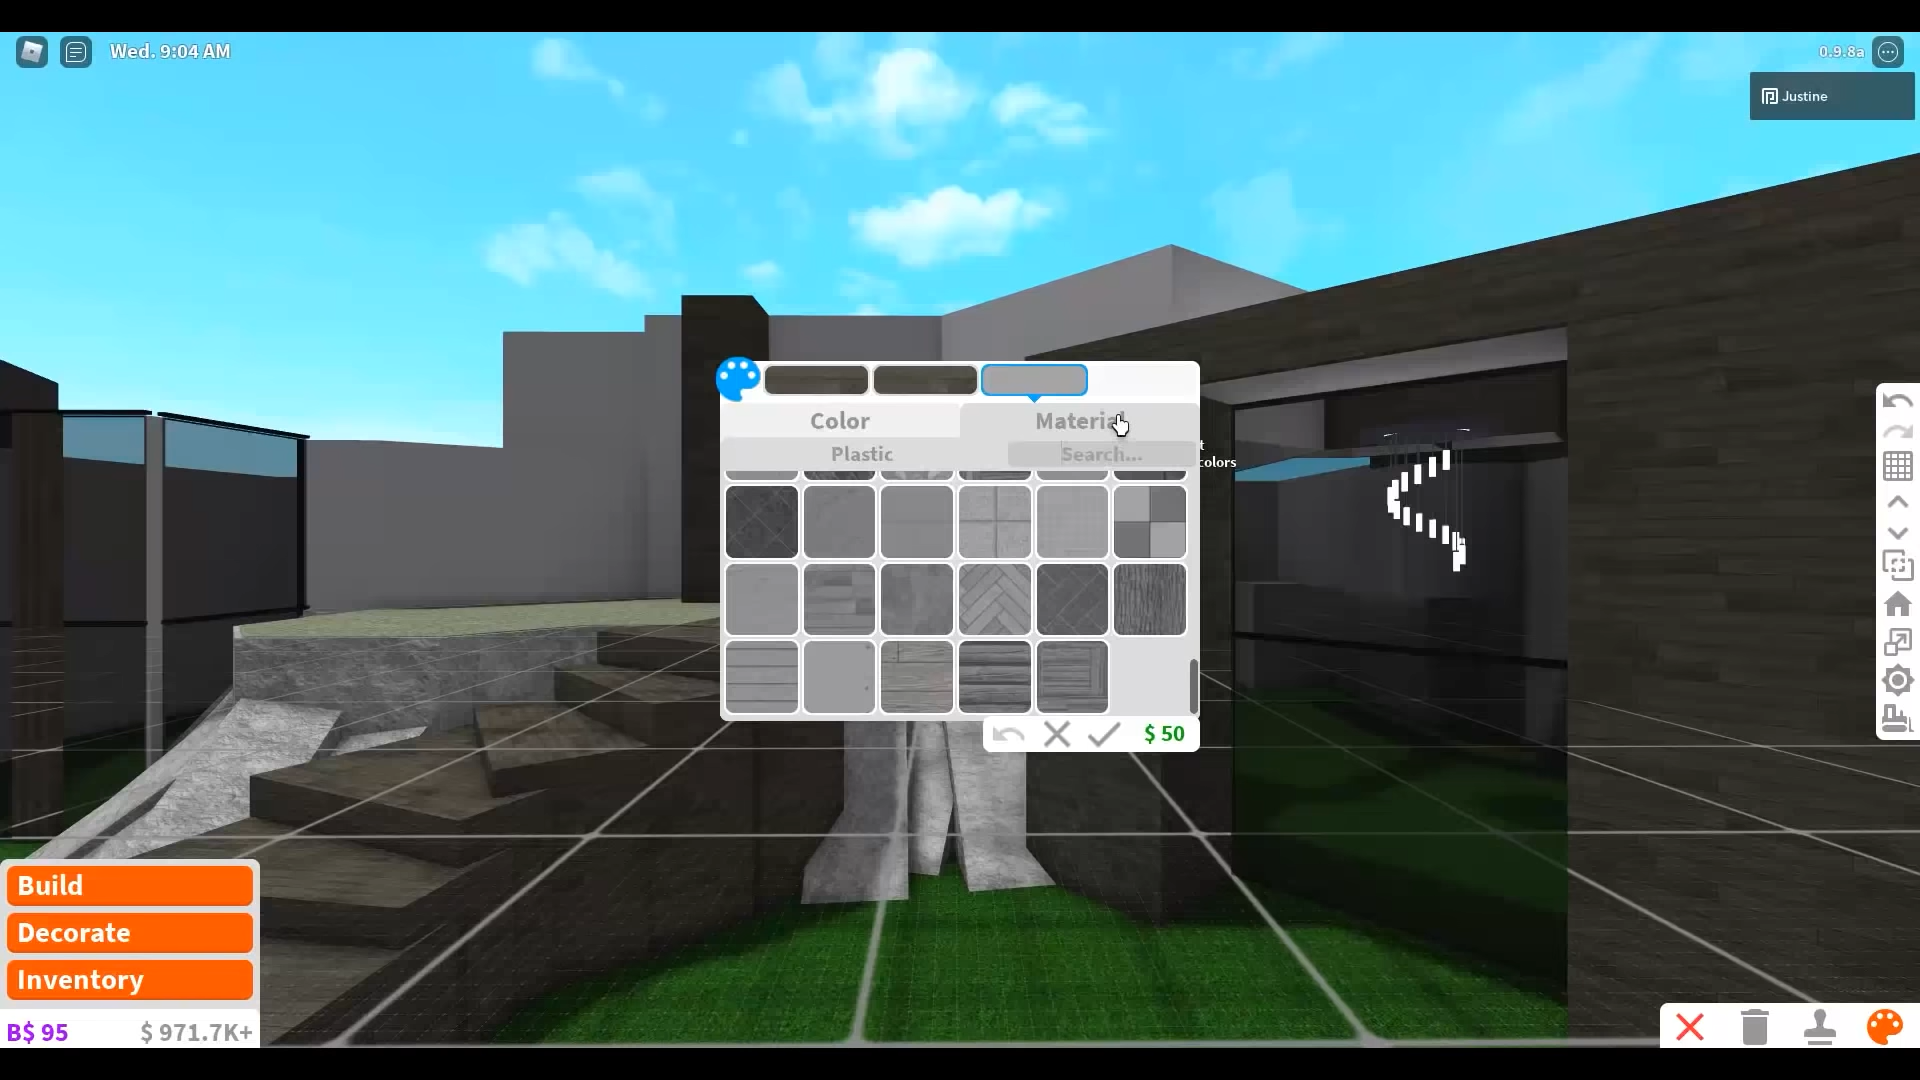 Wed. 9:04 AM
0.9.8a
Justine
Color
Material
Plastic
Search...
t
colors
$ 50
Build
Decorate
Inventory
B$ 95
$ 971.7K+